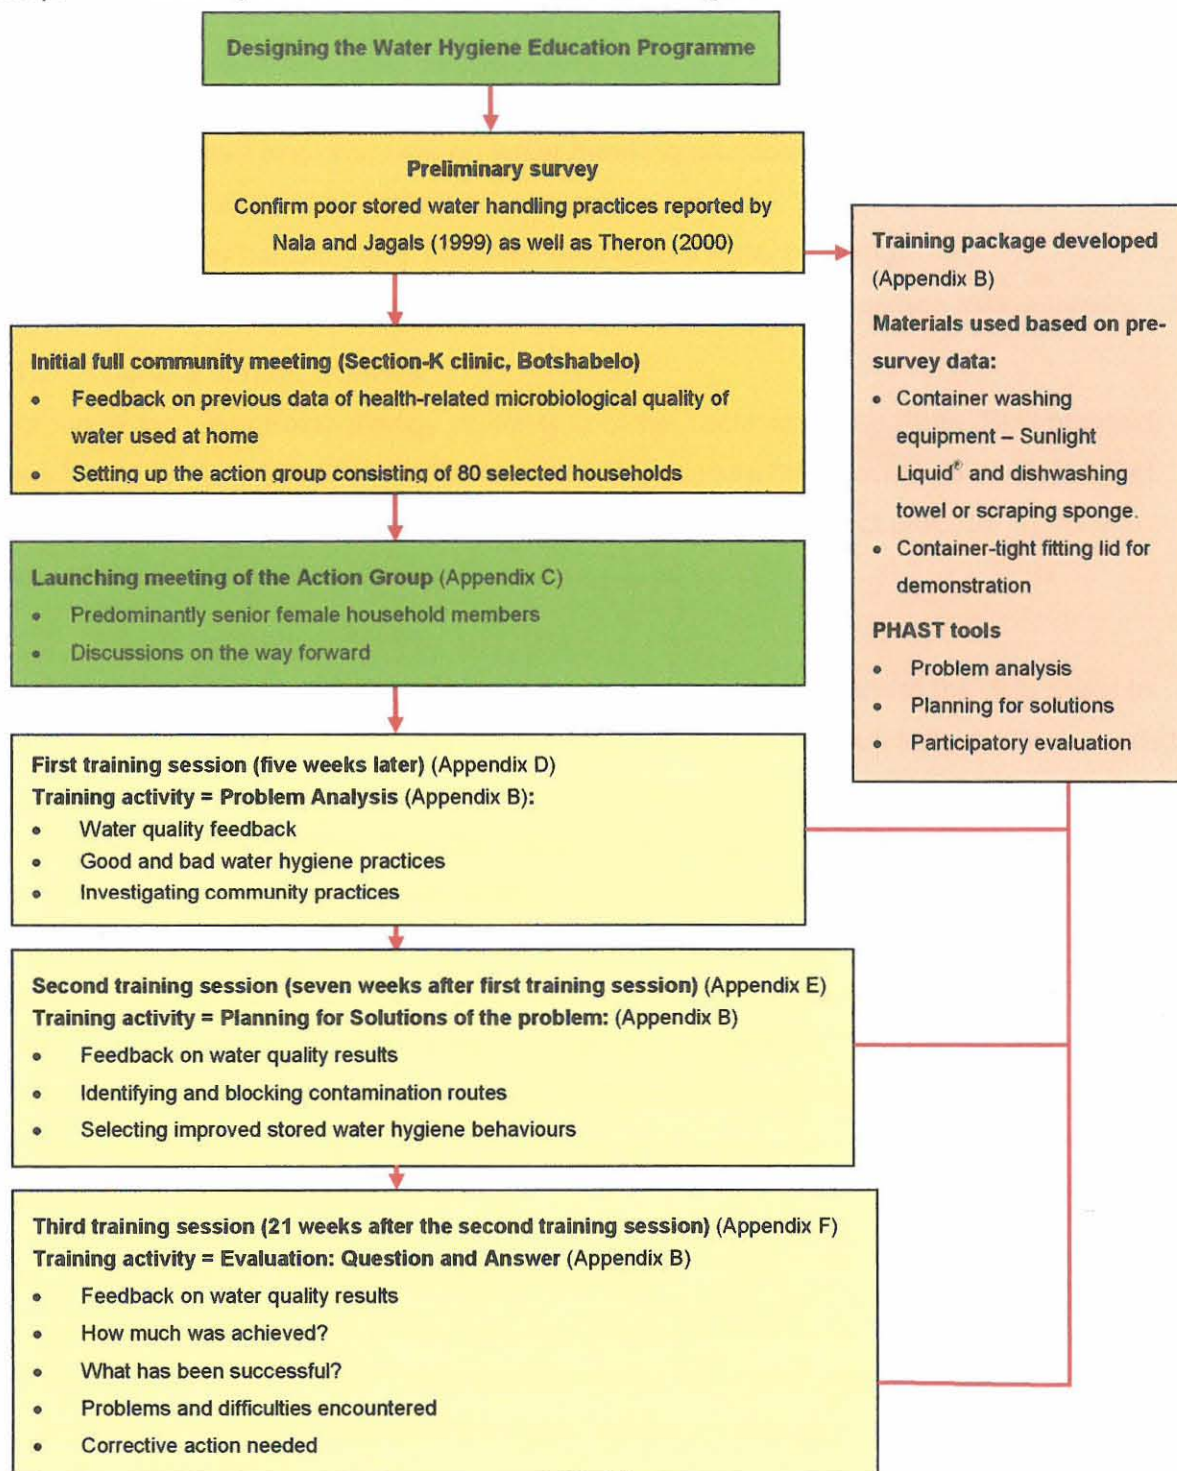 Designing the Water Hygiene Education Programme
Preliminary survey
Confirm poor stored water handling practices reported by
Nala and Jagals (1999) as well as Theron (2000)
Training package developed
(Appendix B)
Materials used based on pre-
survey data:
• Container washing
equipment – Sunlight
Liquid® and dishwashing
towel or scraping sponge.
• Container-tight fitting lid for
demonstration
PHAST tools
• Problem analysis
• Planning for solutions
• Participatory evaluation
Initial full community meeting (Section-K clinic, Botshabelo)
• Feedback on previous data of health-related microbiological quality of
water used at home
• Setting up the action group consisting of 80 selected households
Launching meeting of the Action Group (Appendix C)
• Predominantly senior female household members
• Discussions on the way forward
First training session (five weeks later) (Appendix D)
Training activity = Problem Analysis (Appendix B):
• Water quality feedback
• Good and bad water hygiene practices
• Investigating community practices
Second training session (seven weeks after first training session) (Appendix E)
Training activity = Planning for Solutions of the problem: (Appendix B)
• Feedback on water quality results
• Identifying and blocking contamination routes
• Selecting improved stored water hygiene behaviours
Third training session (21 weeks after the second training session) (Appendix F)
Training activity = Evaluation: Question and Answer (Appendix B)
• Feedback on water quality results
• How much was achieved?
• What has been successful?
• Problems and difficulties encountered
• Corrective action needed